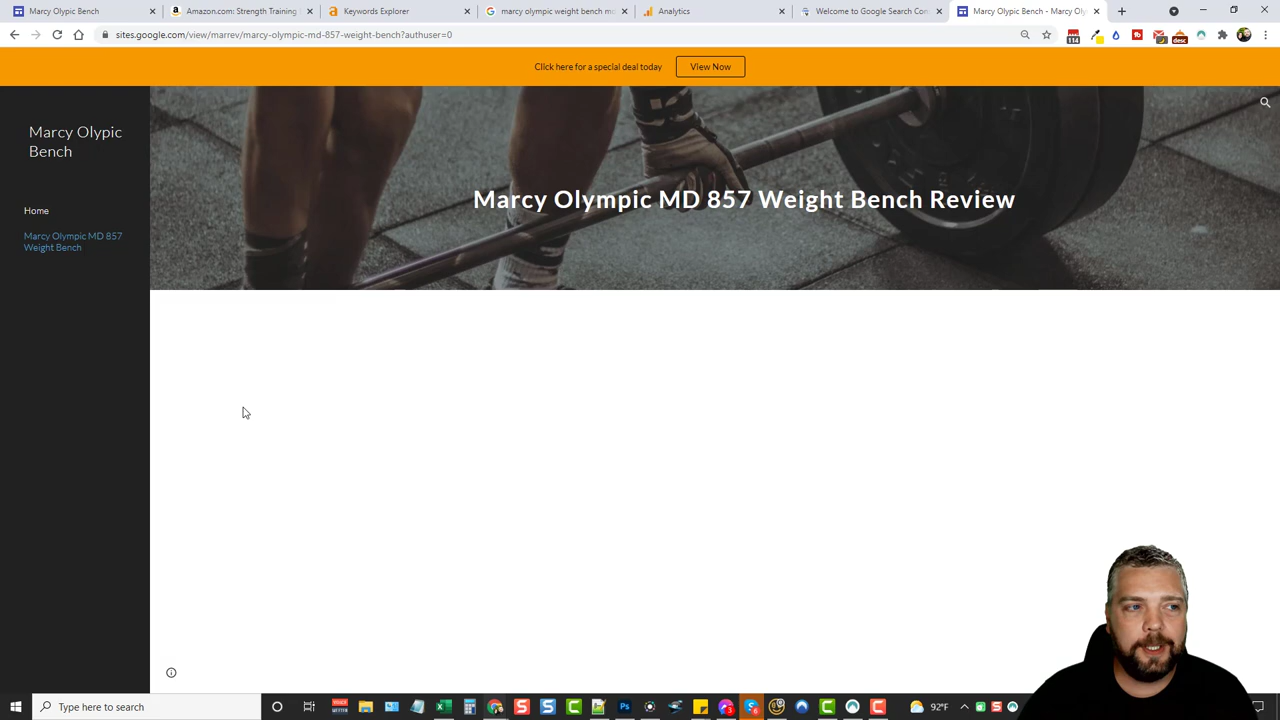 Marcy Olypic Bench
Amazon.com: Strength Training
Keywords Explorer
marcy olympic weight bench m
Analytics
Welcome to Google Search Con
Marcy Olypic Bench - Marcy Oly
sites.google.com/view/marrev/marcy-olympic-md-857-weight-bench?authuser=0
114
desc
Click here for a special deal today
View Now
Marcy Olypic
Bench
Marcy Olympic MD 857 Weight Bench Review
Home
Marcy Olympic MD 857
Weight Bench
Type here to search
92°F